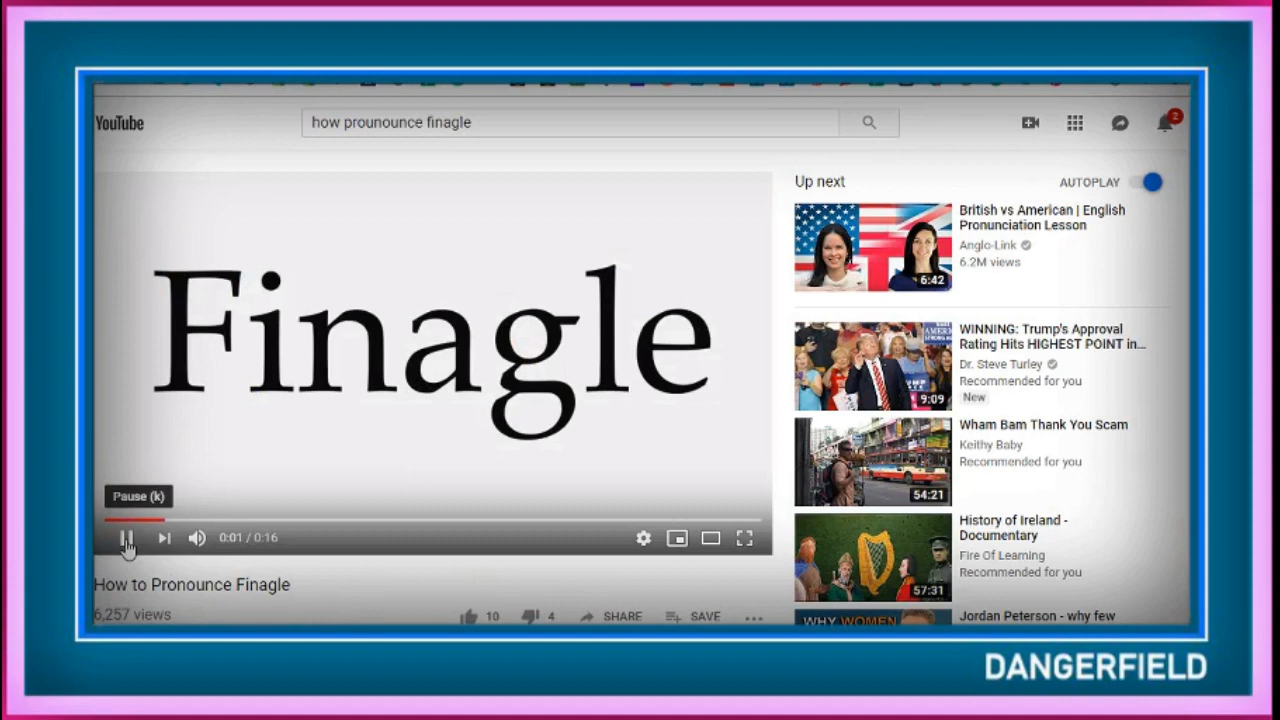 YouTube
how prounounce finagle
2
Finagle
Pause (k)
0:01 / 0:16
How to Pronounce Finagle
6,257 views
10
4
SHARE
SAVE
Up next
AUTOPLAY
British vs American | English
Pronunciation Lesson
Anglo-Link
6.2M views
6:42
WINNING: Trump's Approval
Rating Hits HIGHEST POINT in...
Dr. Steve Turley
Recommended for you
New
9:09
Wham Bam Thank You Scam
Keithy Baby
Recommended for you
54:21
History of Ireland -
Documentary
Fire Of Learning
Recommended for you
57:31
Jordan Peterson - why few
WHY WOMEN
DANGERFIELD